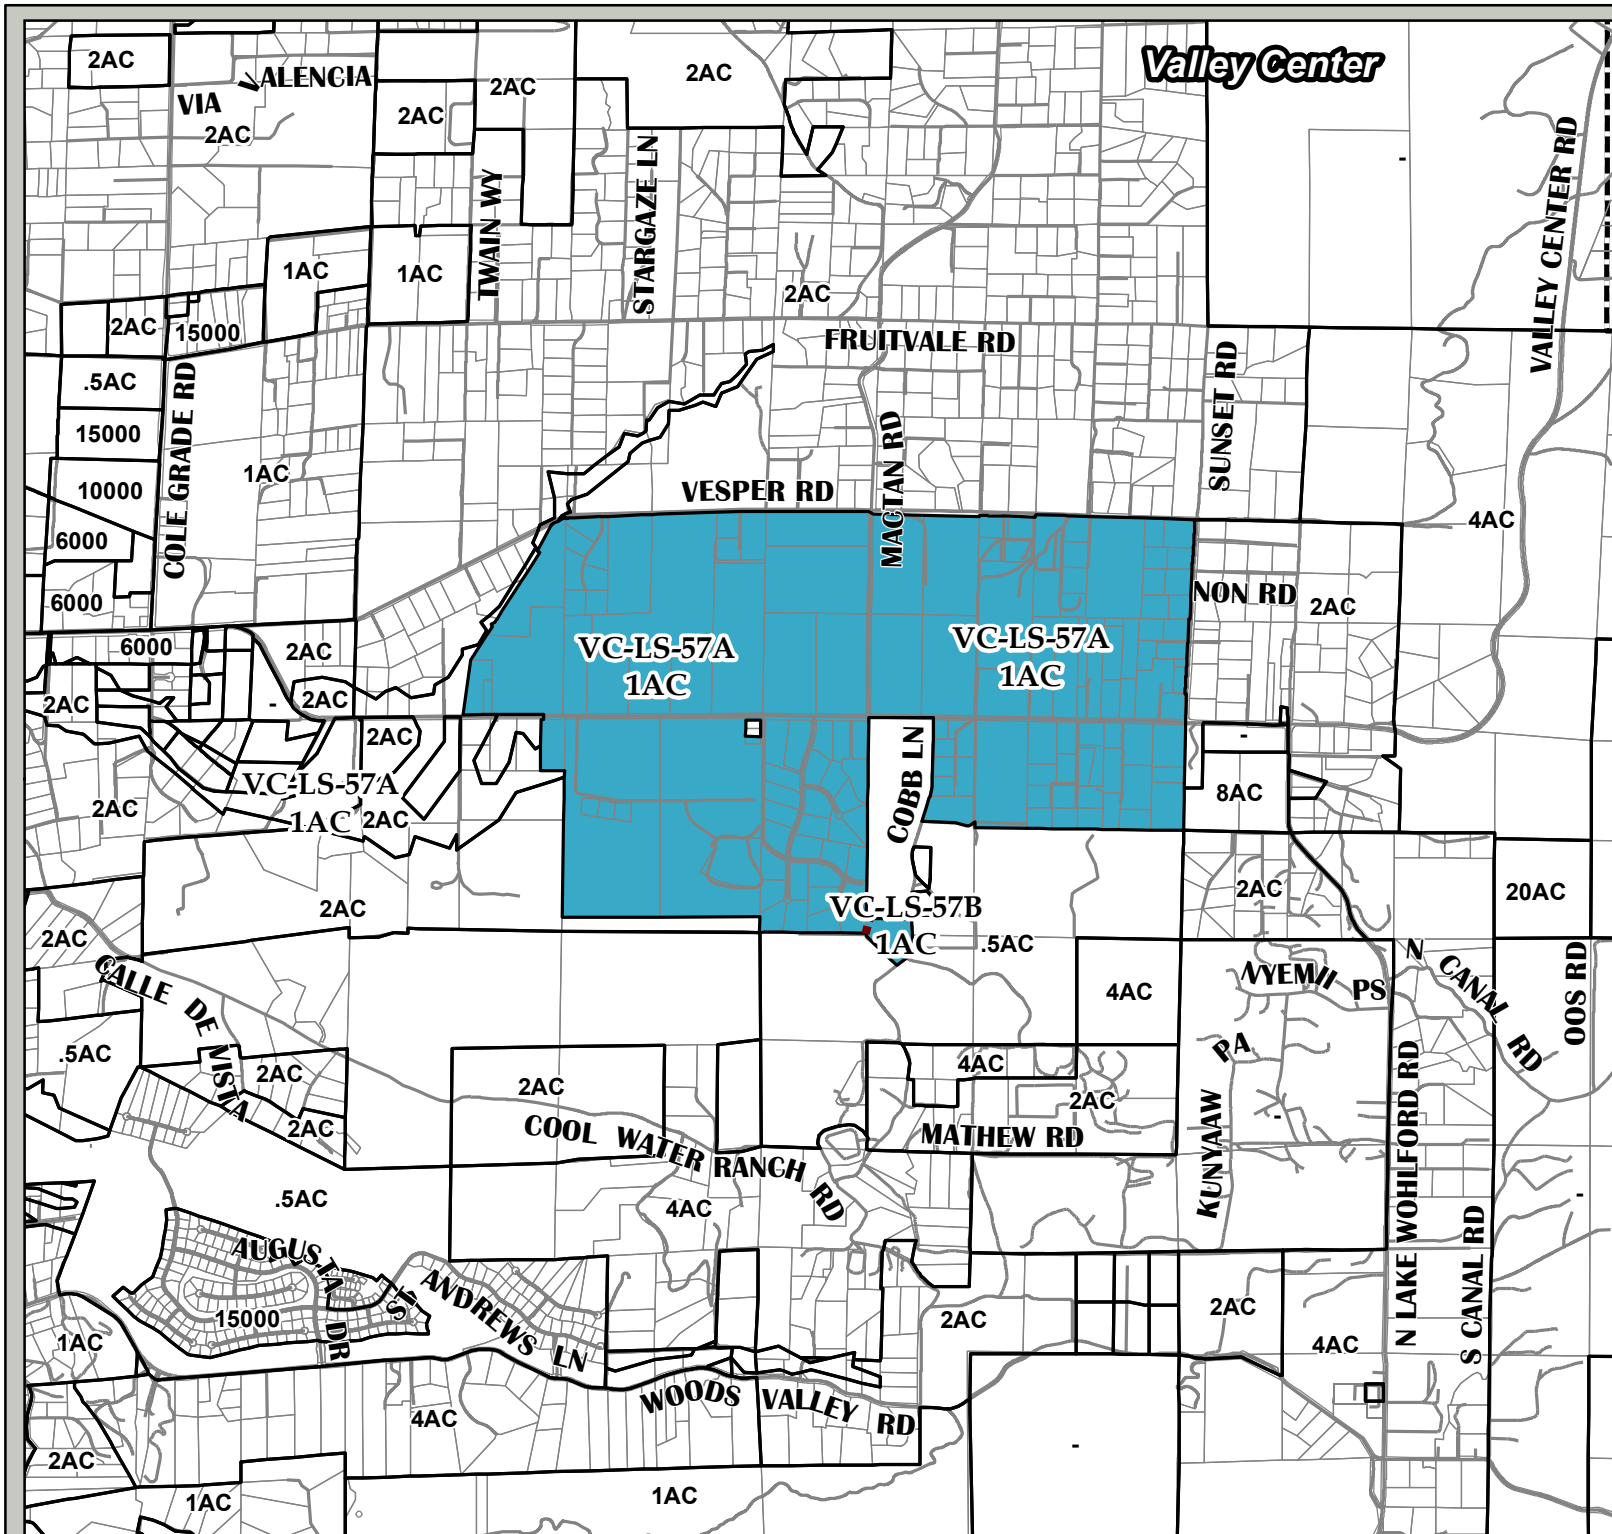 Valley Center
2AC
VIA VALENCIA
2AC
2AC
2AC
2AC
TWAIN WY
STARGAZE LN
VALLEY CENTER RD
-
1AC
1AC
2AC
2AC
15000
FRUITVALE RD
SUNSET RD
.5AC
COLE GRADE RD
15000
MACTAN RD
10000
1AC
VESPER RD
4AC
6000
6000
NON RD
2AC
6000
2AC
VC-LS-57A
1AC
VC-LS-57A
1AC
2AC
2AC
-
2AC
COBB LN
-
VC-LS-57A
1AC
2AC
2AC
8AC
2AC
VC-LS-57B
1AC
.5AC
2AC
20AC
2AC
CALLE DE VISTA
4AC
NYEMII PS
N CANAL RD
OOS RD
.5AC
2AC
2AC
2AC
4AC
2AC
PA
KUNYAAW
-
COOL WATER RANCH RD
MATHEW RD
N LAKE WOHLFORD RD
.5AC
4AC
-
S CANAL RD
AUGUSTA DR
ST ANDREWS LN
15000
1AC
2AC
2AC
4AC
WOODS VALLEY RD
4AC
2AC
-
1AC
1AC